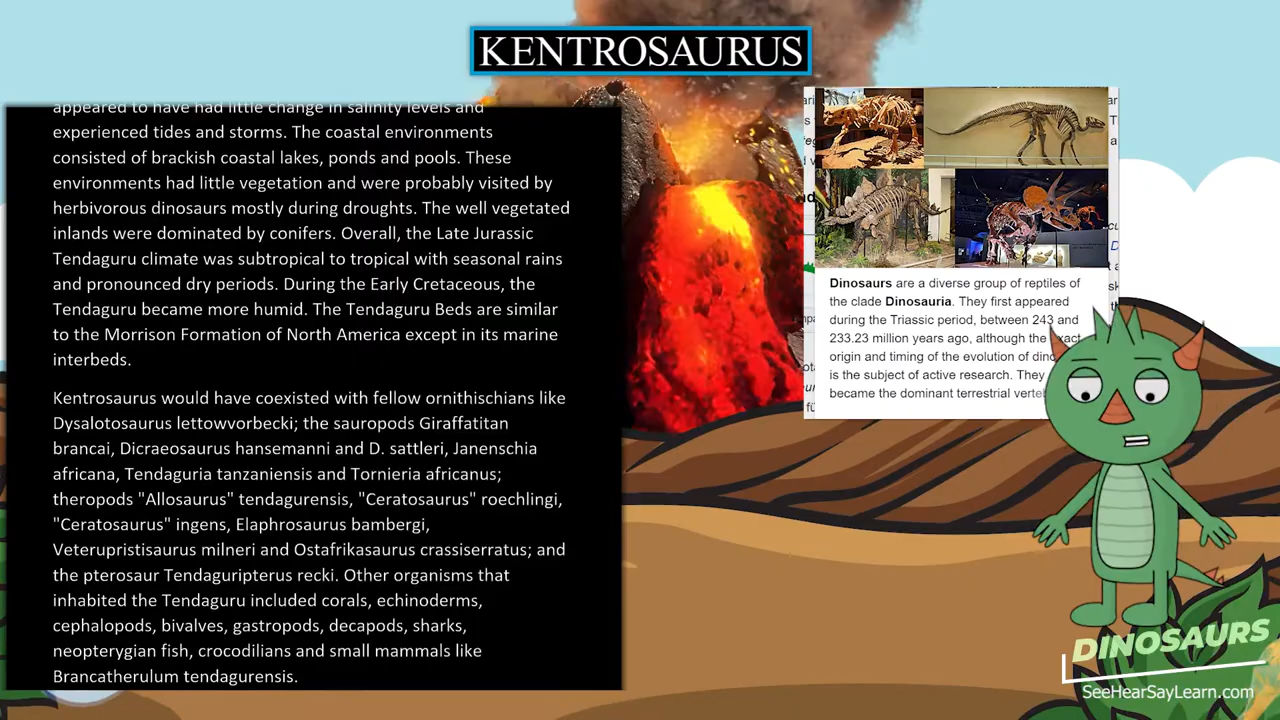 KENTROSAURUS
appeared to have had little change in salinity levels and
experienced tides and storms. The coastal environments
consisted of brackish coastal lakes, ponds and pools. These
environments had little vegetation and were probably visited by
herbivorous dinosaurs mostly during droughts. The well vegetated
inlands were dominated by conifers. Overall, the Late Jurassic
Tendaguru climate was subtropical to tropical with seasonal rains
and pronounced dry periods. During the Early Cretaceous, the
Tendaguru became more humid. The Tendaguru Beds are similar
to the Morrison Formation of North America except in its marine
interbeds.
Kentrosaurus would have coexisted with fellow ornithischians like
Dysalotosaurus lettowvorbecki; the sauropods Giraffatitan
brancai, Dicraeosaurus hansemanni and D. sattleri, Janenschia
africana, Tendaguria tanzaniensis and Tornieria africanus;
theropods "Allosaurus" tendagurensis, "Ceratosaurus" roechlingi,
"Ceratosaurus" ingens, Elaphrosaurus bambergi,
Veterupristisaurus milneri and Ostafrikasaurus crassiserratus; and
the pterosaur Tendaguripterus recki. Other organisms that
inhabited the Tendaguru included corals, echinoderms,
cephalopods, bivalves, gastropods, decapods, sharks,
neopterygian fish, crocodilians and small mammals like
Brancatherulum tendagurensis.
Dinosaurs are a diverse group of reptiles of
the clade Dinosauria. They first appeared
during the Triassic period, between 243 and
233.23 million years ago, although the
origin and timing of the evolution of
is the subject of active research. They
became the dominant terrestrial
DINOSAURS
SeeHearSayLearn.com